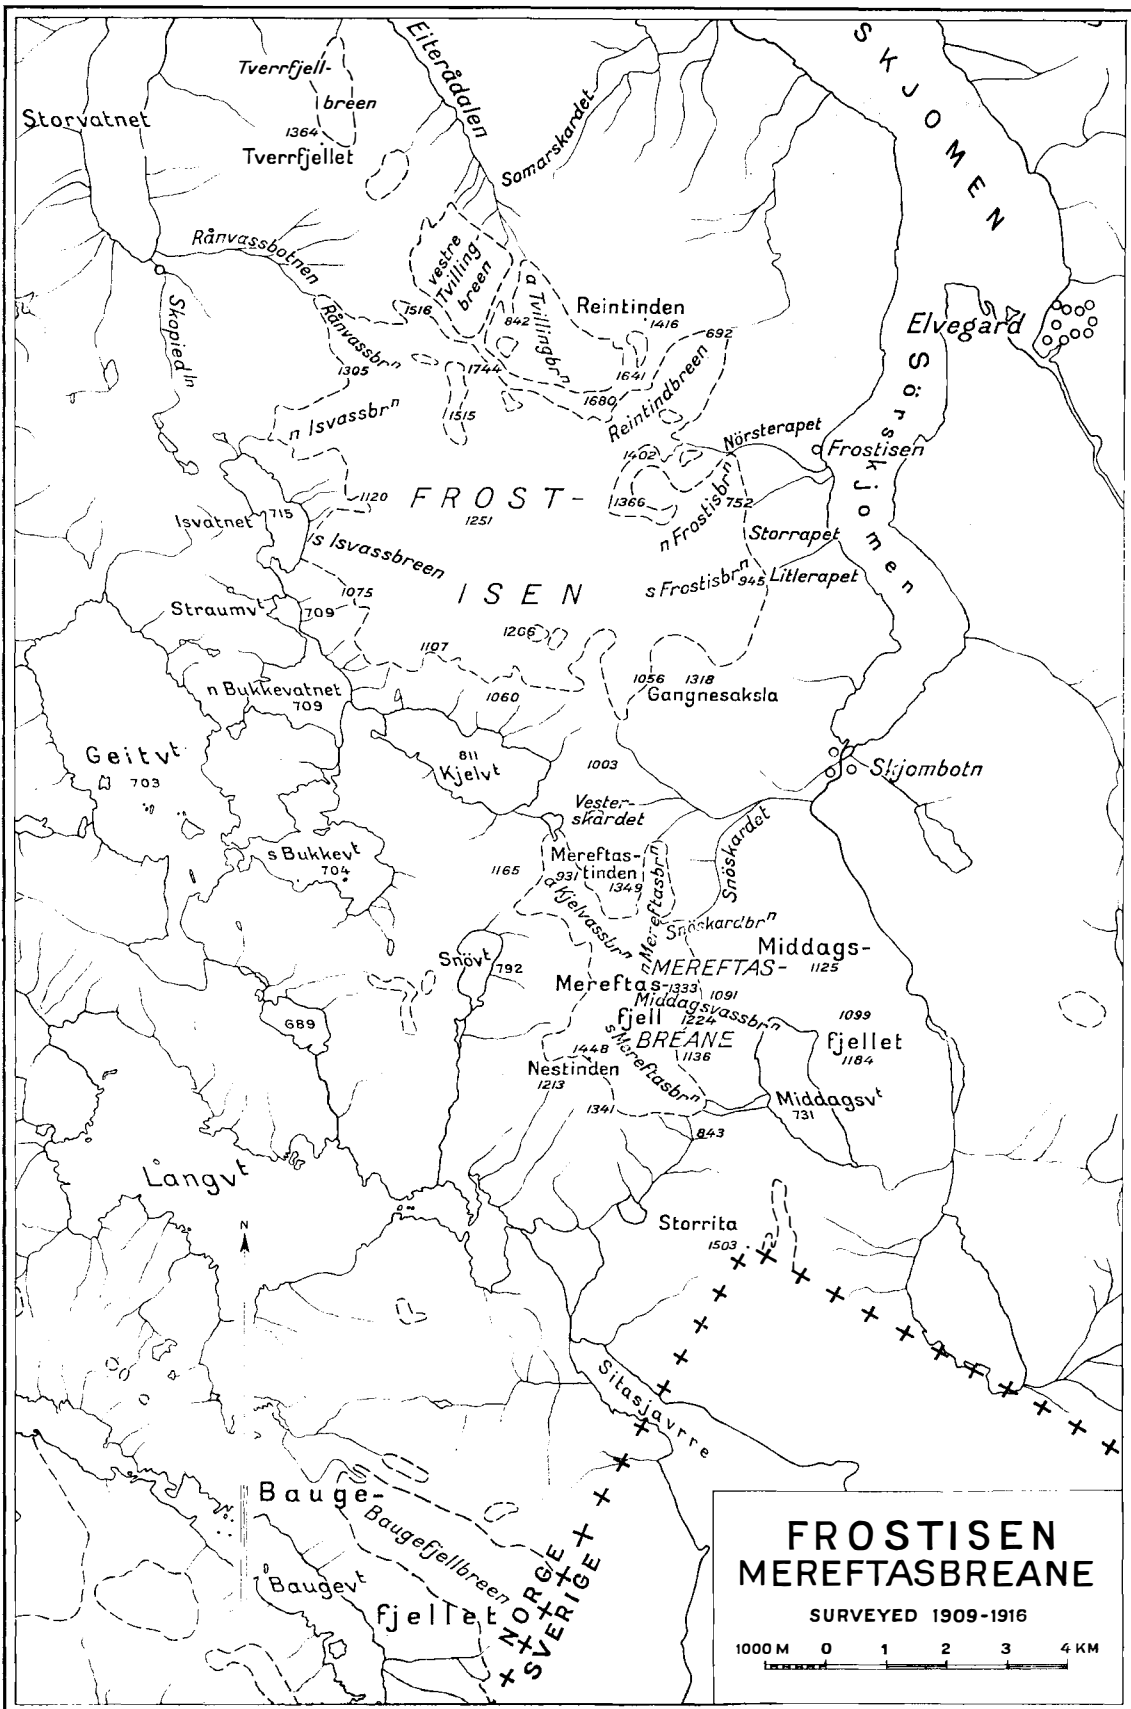 SKJOMEN
Eiterådalen
Tverrfjell-
breen
1364
Tverrfjellet
Storvatnet
Somarskardet
Rånvassbotnen
vestre
Tvilling-
breen
a Tvillingbrⁿ
Reintinden
1416
Elvegard
Skopiedˡⁿ
Rånvassbrⁿ
1516
842
692
1305
1744
1641
1680
Reintindbreen
n Isvassbrⁿ
1515
Nörsterapet
Frostisen
Sörskjomen
1402
1120
FROST-
1251
1366
n Frostisbrⁿ
752
Isvatnet
715
Storrapet
s Isvassbreen
s Frostisbrⁿ
945
Litlerapet
1075
ISEN
Straumvᵗ
709
1206
1107
n Bukkevatnet
709
1060
1056
1318
Gangnesaksla
Geitvᵗ
703
811
Kjelvᵗ
1003
Skjombotn
Vester-
skardet
Snöskardet
s Bukkevᵗ
704
1165
Mereftas-
tinden
931
1349
n Mereftasbrⁿ
a Kjelvassbrⁿ
Snöskardbrⁿ
Snövᵗ
792
Middags-
1125
MEREFTAS-
Mereftas-
1333
1091
Middagsvassbrⁿ
fjell
1224
1099
fjellet
1184
689
BREANE
1136
1448
s Mereftasbrⁿ
Nestinden
1213
1341
Middagsvᵗ
731
843
Langvᵗ
N
Storrita
1503
Sitasjavrre
Bauge-
Baugefjellbreen
Baugevᵗ
fjellet
NORGE
SVERIGE
FROSTISEN
MEREFTASBREANE
SURVEYED 1909-1916
1000 M 0 1 2 3 4 KM